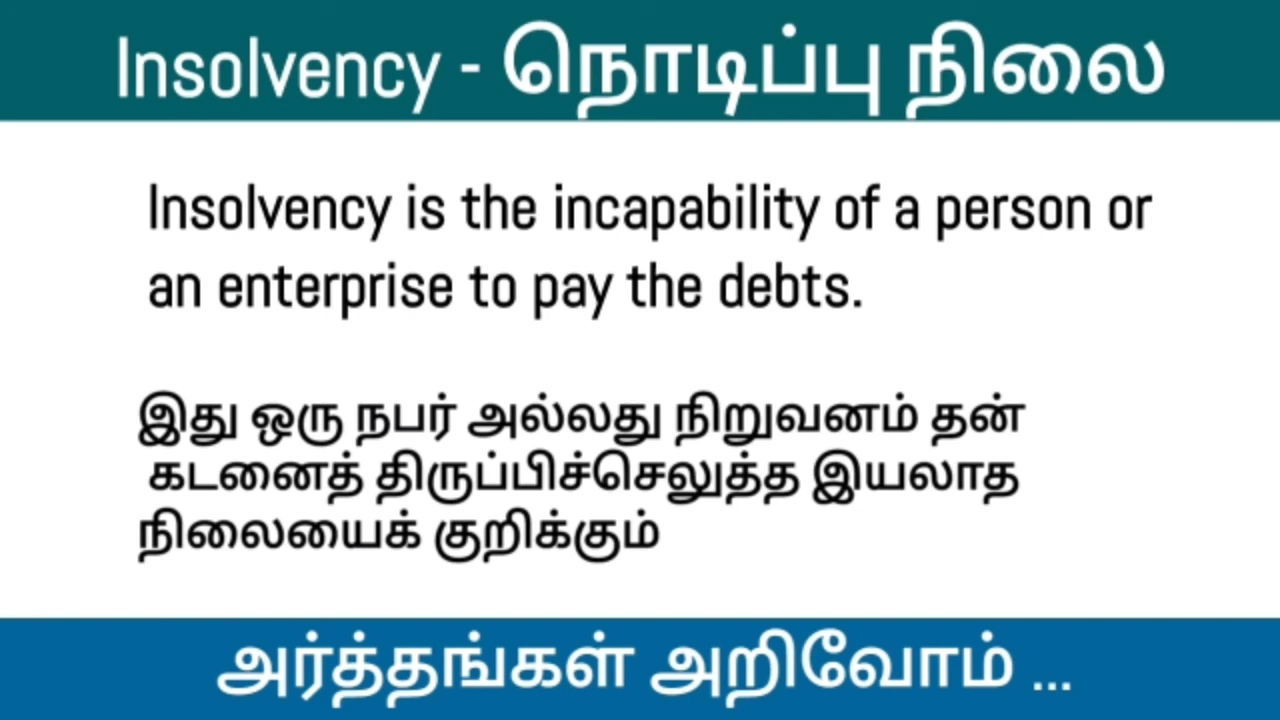 Insolvency - நொடிப்பு நிலை
Insolvency is the incapability of a person or
an enterprise to pay the debts.
இது ஒரு நபர் அல்லது நிறுவனம் தன்
கடனைத் திருப்பிச்செலுத்த இயலாத
நிலையைக் குறிக்கும்
அர்த்தங்கள் அறிவோம் ...